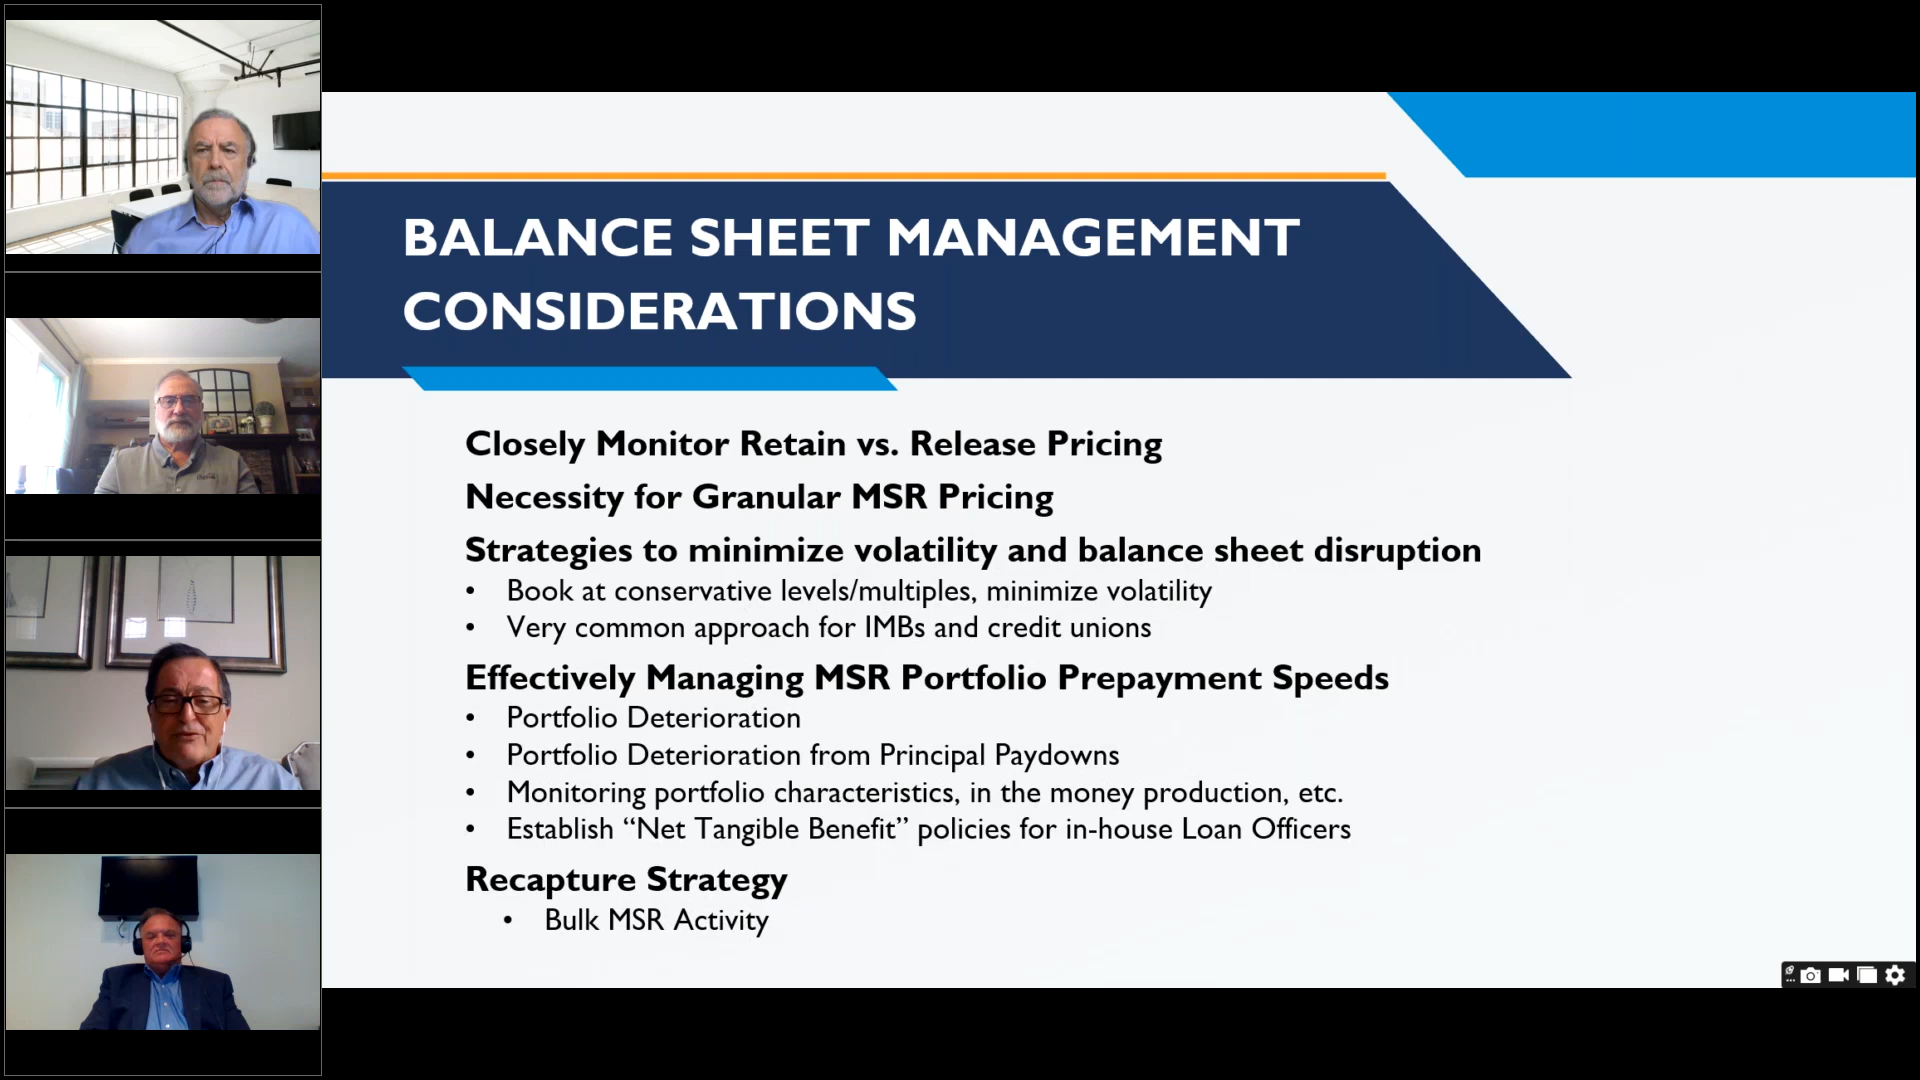 BALANCE SHEET MANAGEMENT
CONSIDERATIONS
Closely Monitor Retain vs. Release Pricing
Necessity for Granular MSR Pricing
Strategies to minimize volatility and balance sheet disruption
• Book at conservative levels/multiples, minimize volatility
• Very common approach for IMBs and credit unions
Effectively Managing MSR Portfolio Prepayment Speeds
• Portfolio Deterioration
• Portfolio Deterioration from Principal Paydowns
• Monitoring portfolio characteristics, in the money production, etc.
• Establish “Net Tangible Benefit” policies for in-house Loan Officers
Recapture Strategy
• Bulk MSR Activity